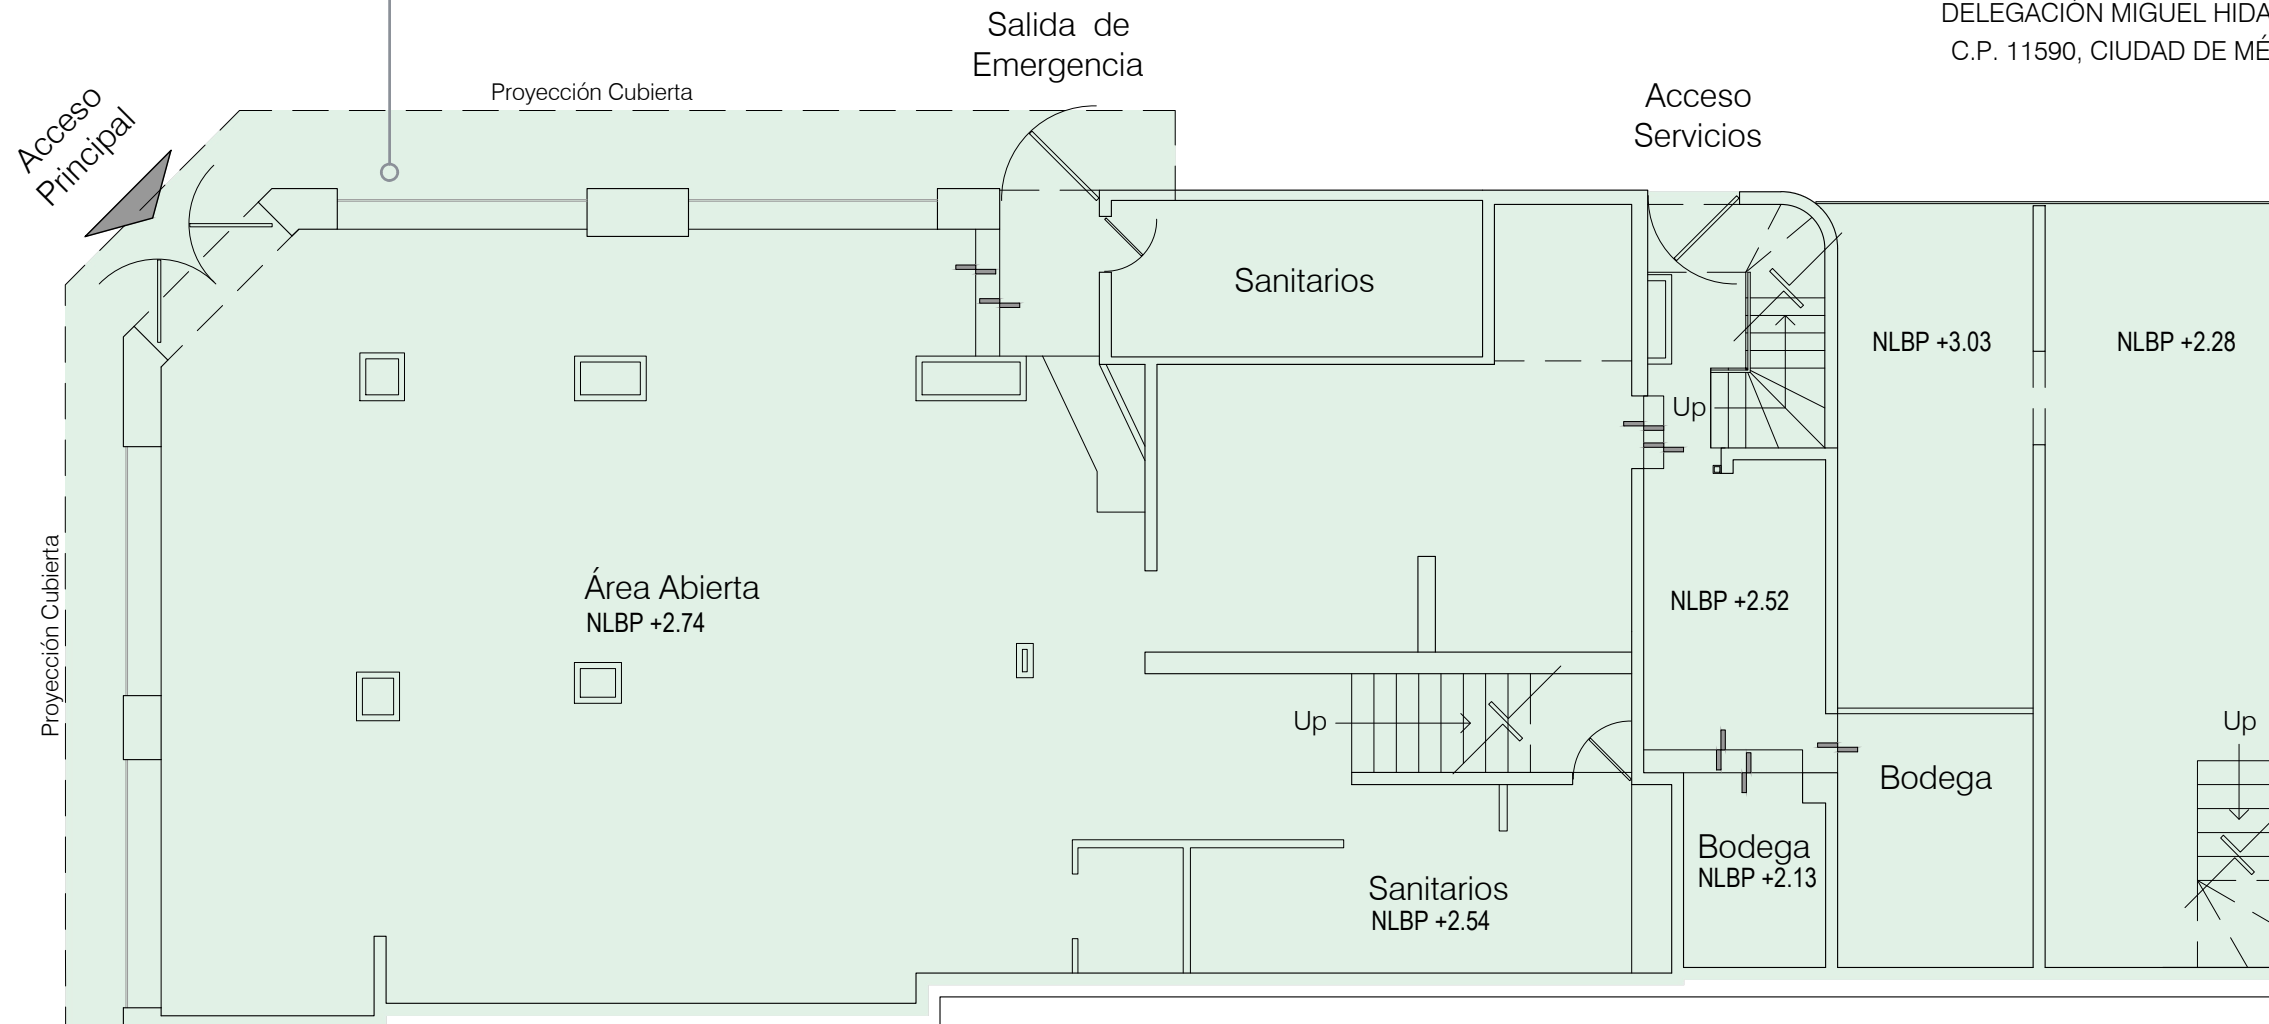 DELEGACIÓN MIGUEL HIDA
C.P. 11590, CIUDAD DE MÉ
Salida de
Emergencia
Proyección Cubierta
Acceso
Principal
Acceso
Servicios
Sanitarios
NLBP +3.03
NLBP +2.28
Up
Área Abierta
NLBP +2.74
NLBP +2.52
Proyección Cubierta
Up
Up
Bodega
Bodega
NLBP +2.13
Sanitarios
NLBP +2.54